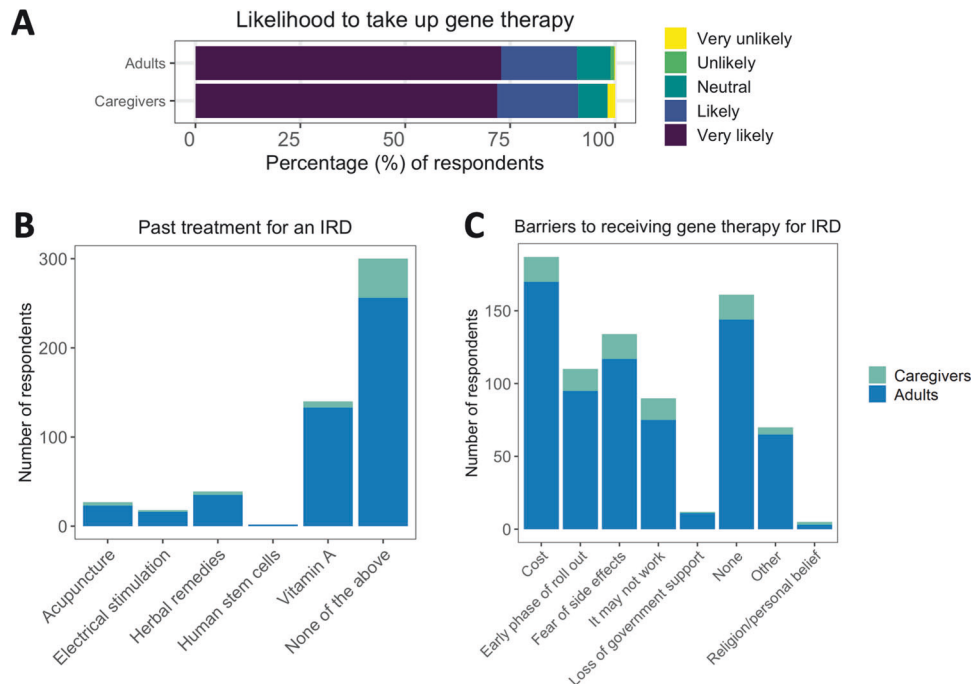 A
Likelihood to take up gene therapy
Adults
Caregivers
0
25
50
75
100
Percentage (%) of respondents
Very unlikely
Unlikely
Neutral
Likely
Very likely
B
Past treatment for an IRD
Number of respondents
300
200
100
0
Acupuncture
Electrical stimulation
Herbal remedies
Human stem cells
Vitamin A
None of the above
C
Barriers to receiving gene therapy for IRD
Number of respondents
150
100
50
0
Cost
Early phase of roll out
Fear of side effects
It may not work
Loss of government support
None
Other
Religion/personal belief
Caregivers
Adults